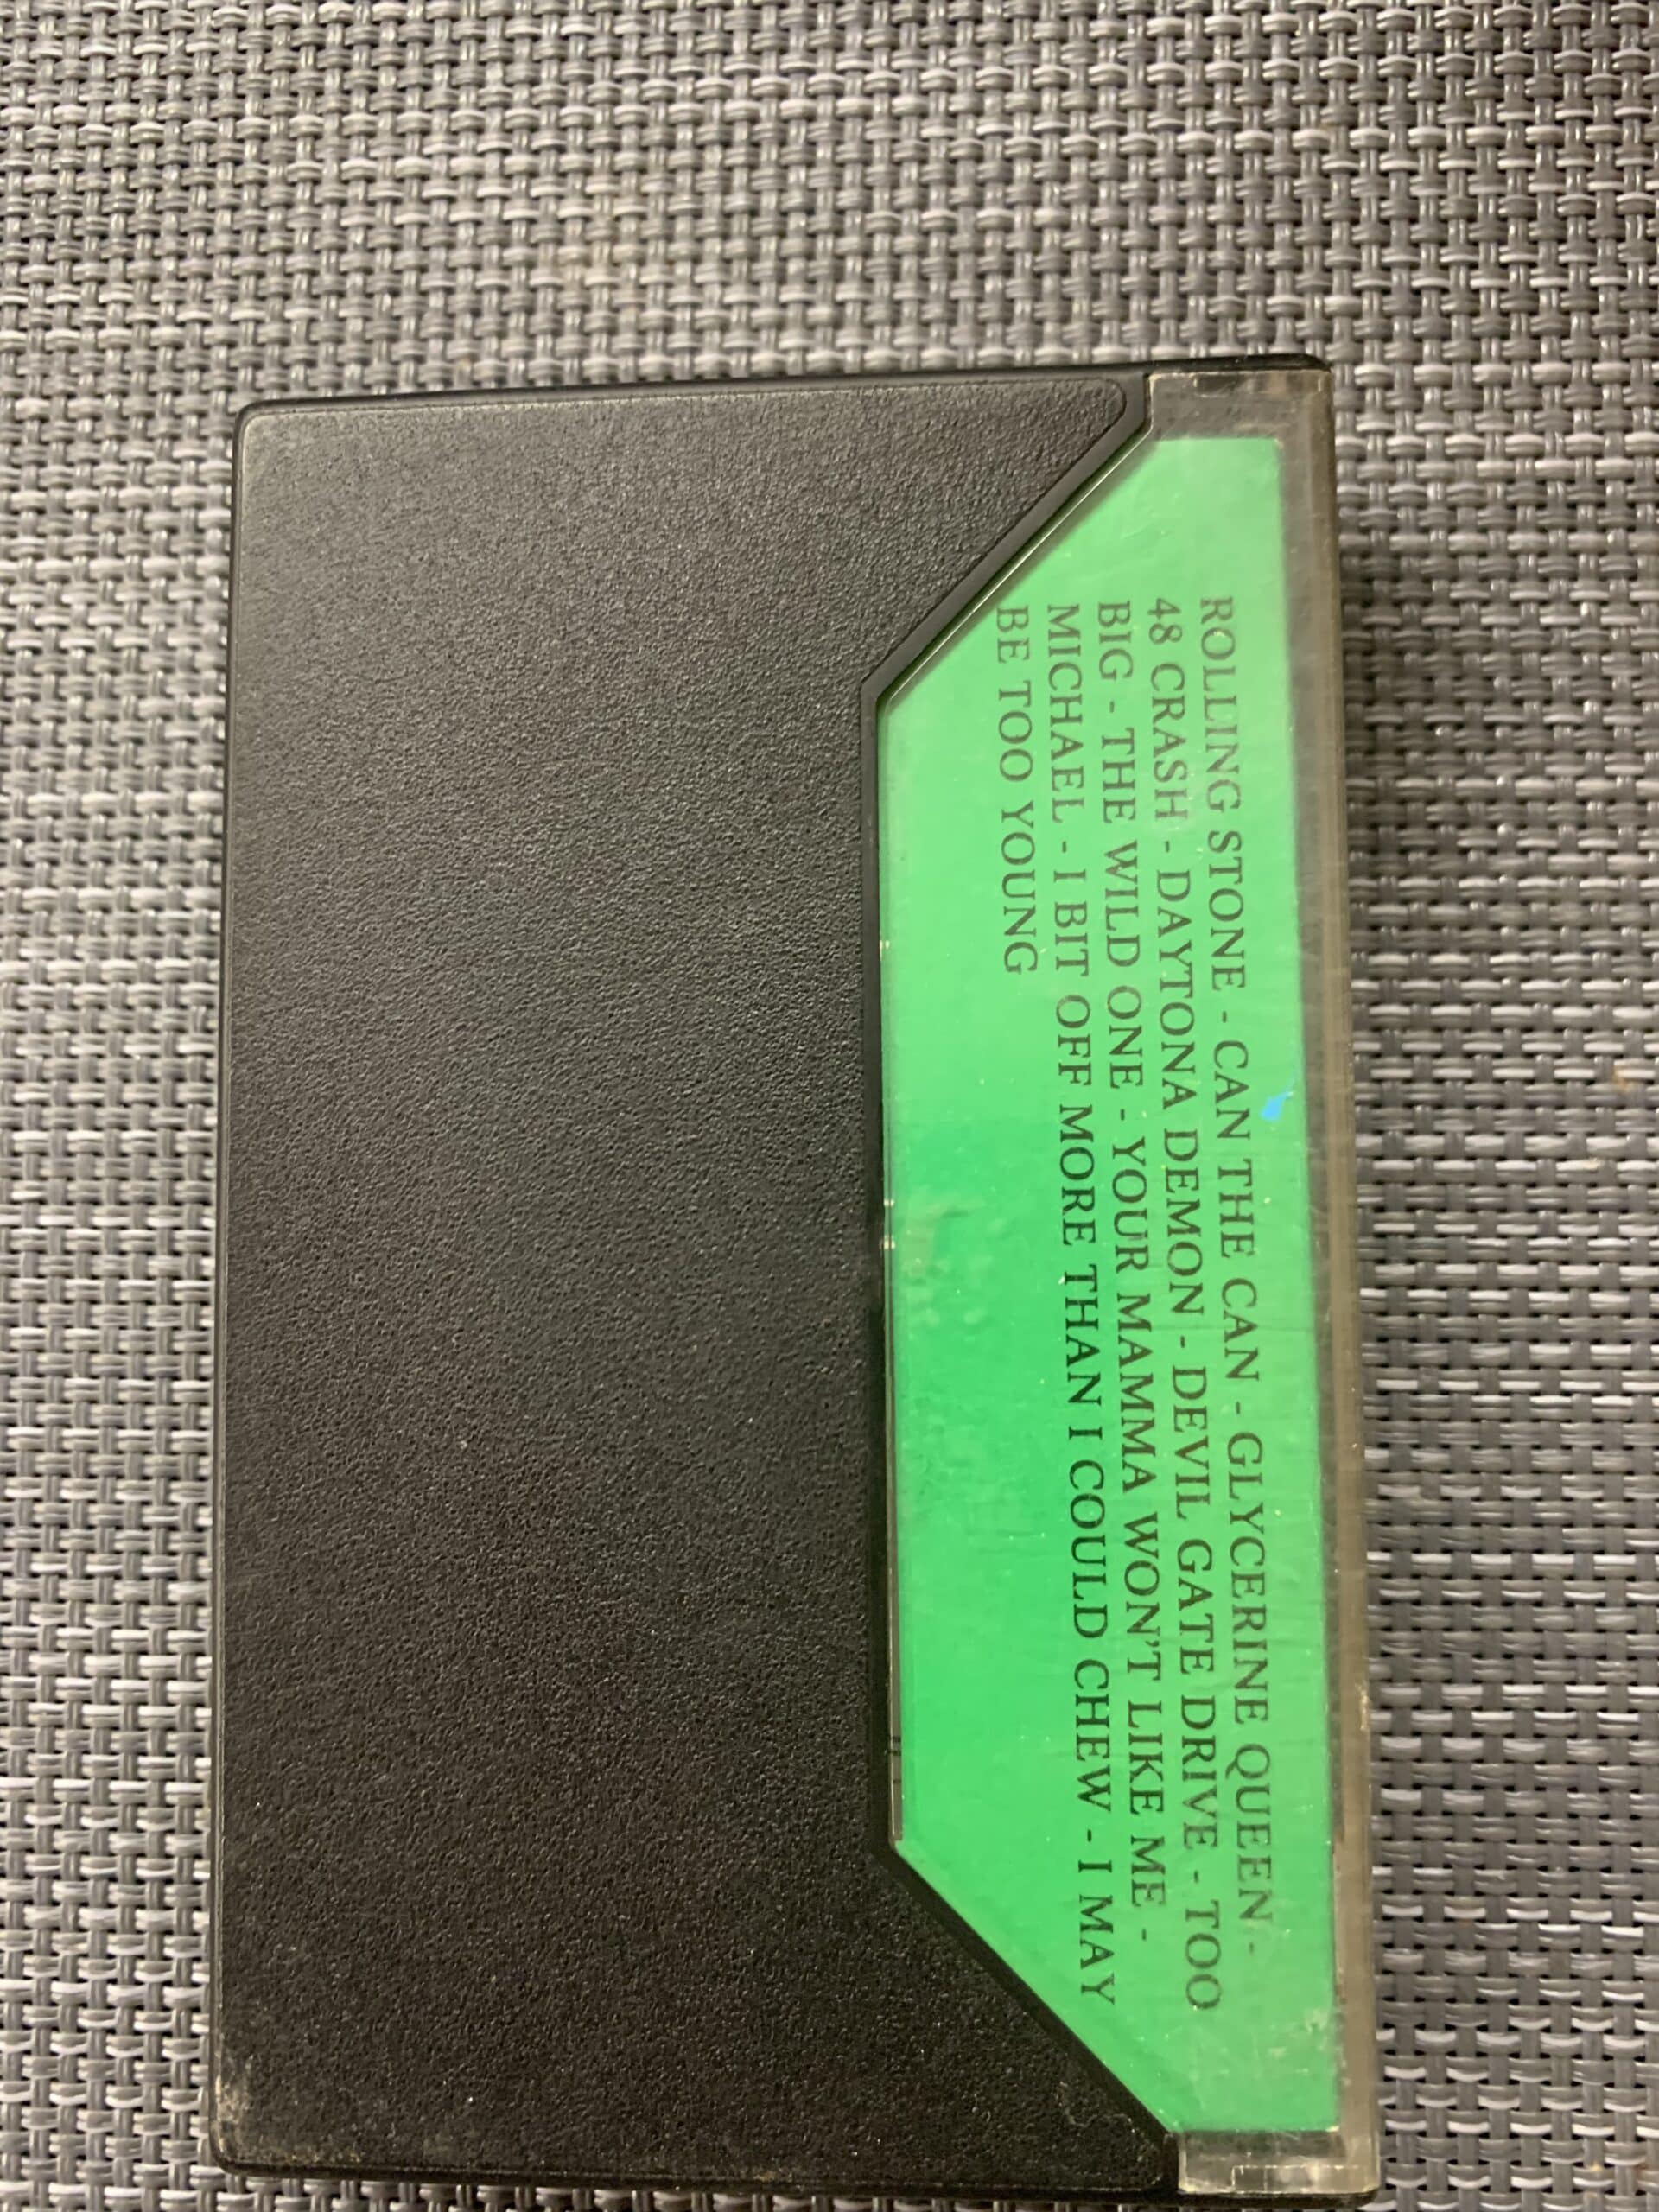 ROLLING STONE - CAN THE CAN - GLYCERINE QUEEN -
48 CRASH - DAYTONA DEMON - DEVIL GATE DRIVE - TOO
BIG - THE WILD ONE - YOUR MAMMA WON'T LIKE ME -
MICHAEL - I BIT OFF MORE THAN I COULD CHEW - I MAY
BE TOO YOUNG